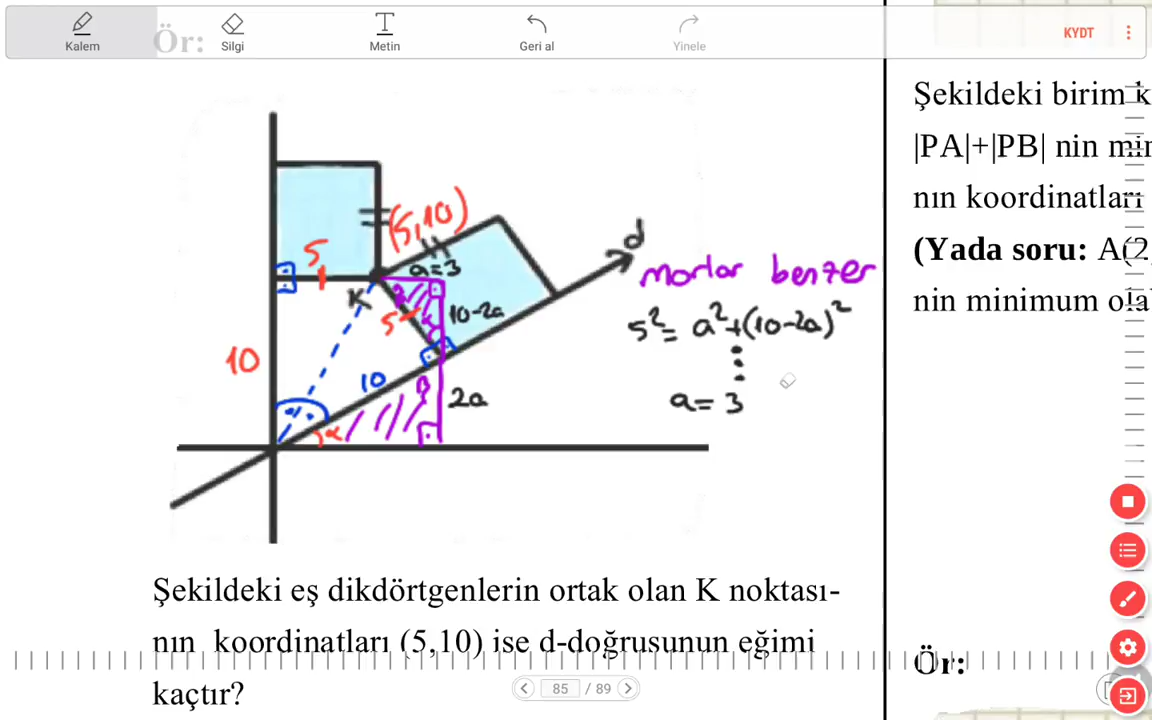 Kalem
Ör:
Silgi
Metin
Geri al
Yinele
KYDT
d
(5,10)
5
a=3
K
5
10-2a
10
10
β
2a
α
morlar benzer
5²= a²+(10-2a)²
a= 3
Şekildeki eş dikdörtgenlerin ortak olan K noktası-
nın koordinatları (5,10) ise d-doğrusunun eğimi
kaçtır?
85 / 89
Şekildeki birim k
|PA|+|PB| nin mi
nın koordinatları
(Yada soru: A(2
nin minimum ola
Ör: